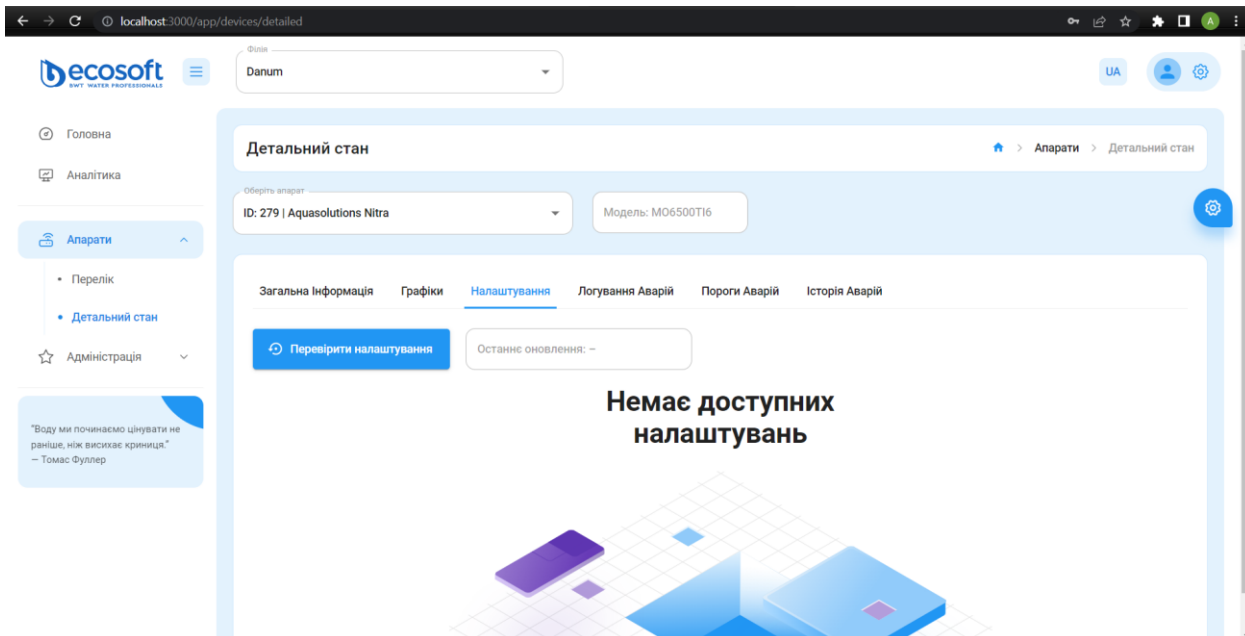 localhost:3000/app/devices/detailed
A
ecosoft
BWT WATER PROFESSIONALS
Філія
Danum
UA
Головна
Аналітика
Апарати
Перелік
Детальний стан
Адміністрація
"Воду ми починаємо цінувати не
раніше, ніж висихає криниця."
— Томас Фуллер
Детальний стан
Апарати > Детальний стан
Оберіть апарат
ID: 279 | Aquasolutions Nitra
Модель: MO6500TI6
Загальна Інформація Графіки Налаштування Логування Аварій Пороги Аварій Історія Аварій
Перевірити налаштування
Останнє оновлення: –
Немає доступних
налаштувань